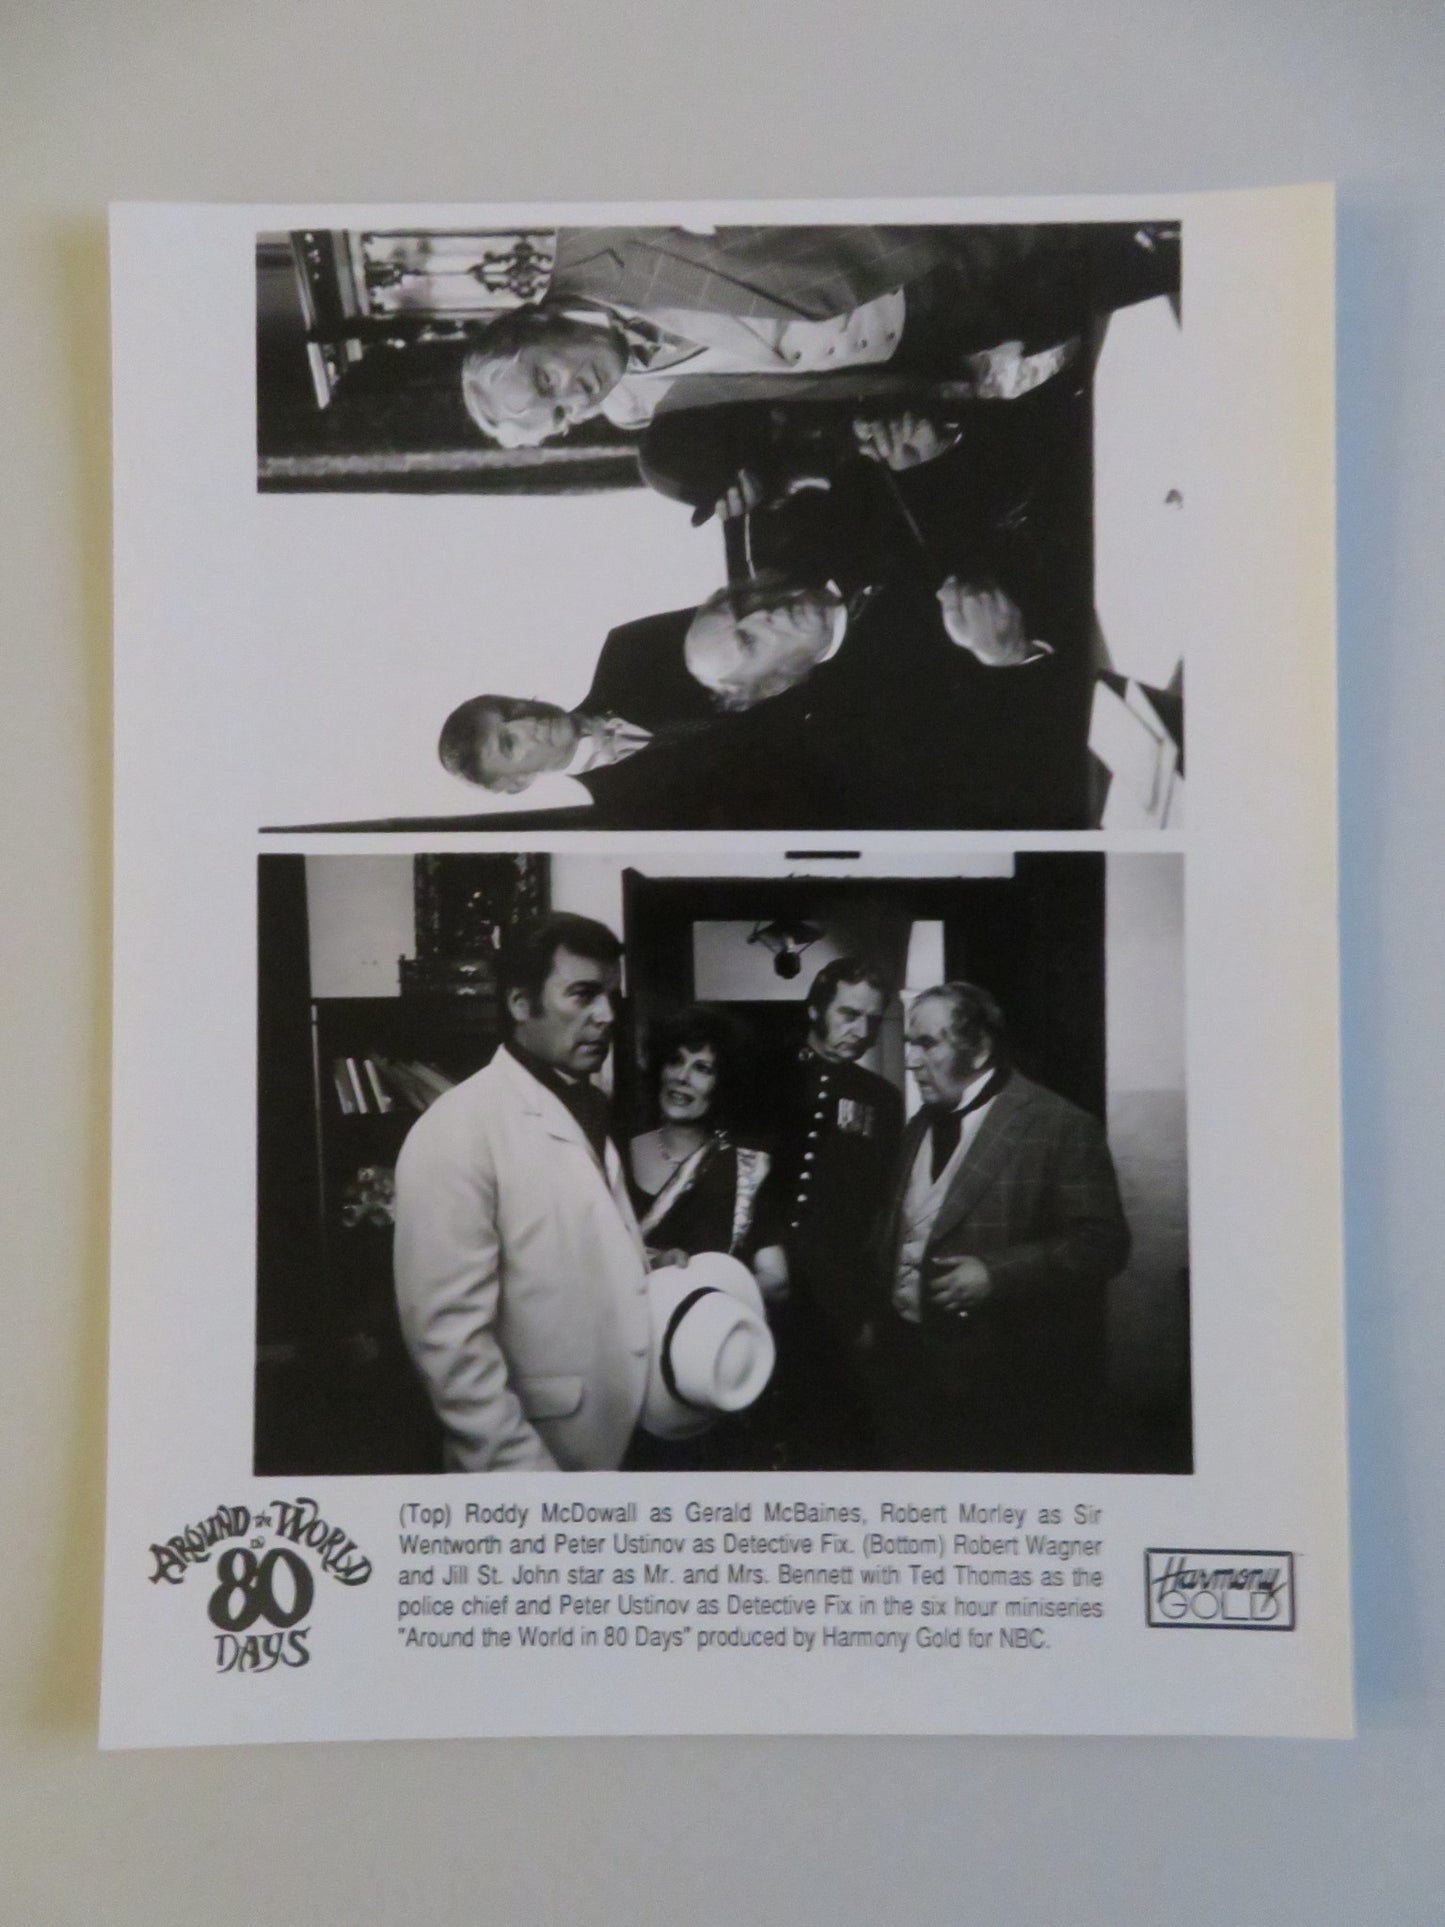 AROUND THE WORLD
IN
80
DAYS
(Top) Roddy McDowall as Gerald McBaines, Robert Morley as Sir
Wentworth and Peter Ustinov as Detective Fix. (Bottom) Robert Wagner
and Jill St. John star as Mr. and Mrs. Bennett with Ted Thomas as the
police chief and Peter Ustinov as Detective Fix in the six hour miniseries
"Around the World in 80 Days" produced by Harmony Gold for NBC.
Harmony
GOLD